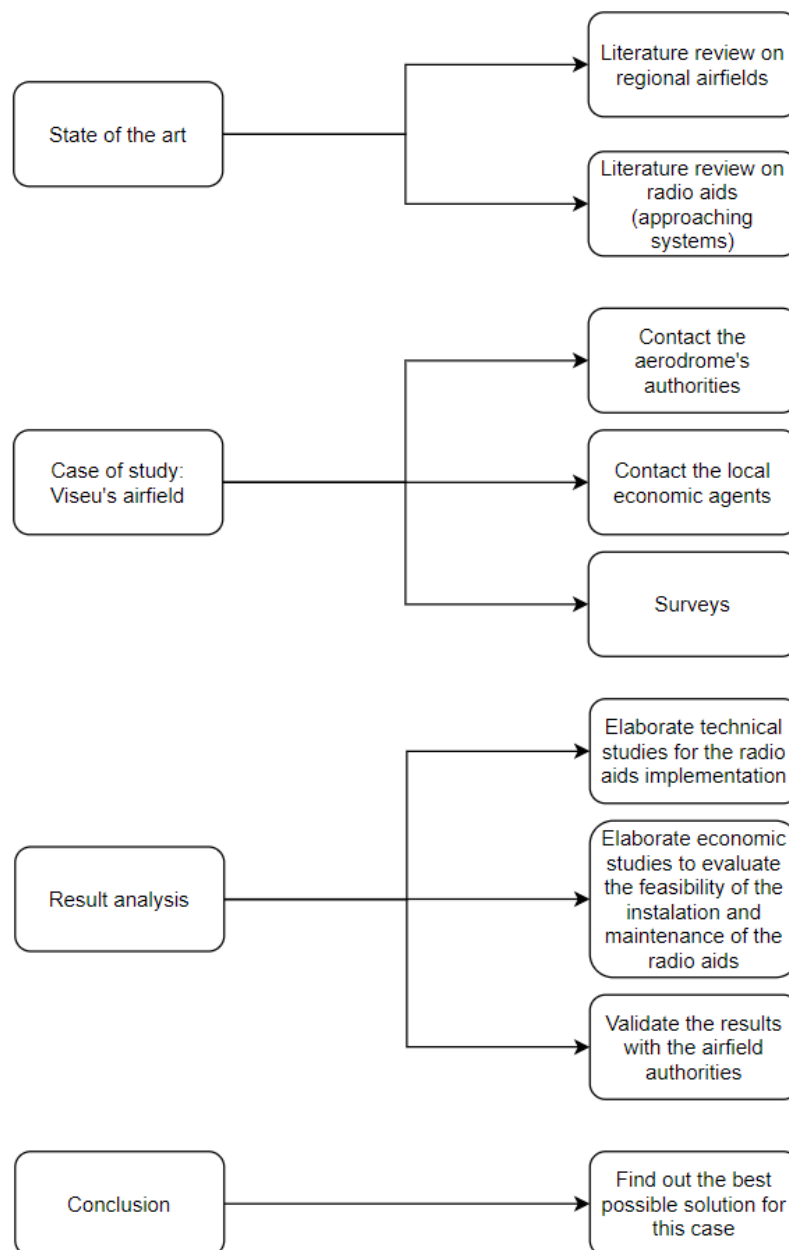 State of the art
Literature review on
regional airfields
Literature review on
radio aids
(approaching
systems)
Case of study:
Viseu's airfield
Contact the
aerodrome's
authorities
Contact the local
economic agents
Surveys
Result analysis
Elaborate technical
studies for the radio
aids implementation
Elaborate economic
studies to evaluate
the feasibility of the
instalation and
maintenance of the
radio aids
Validate the results
with the airfield
authorities
Conclusion
Find out the best
possible solution for
this case